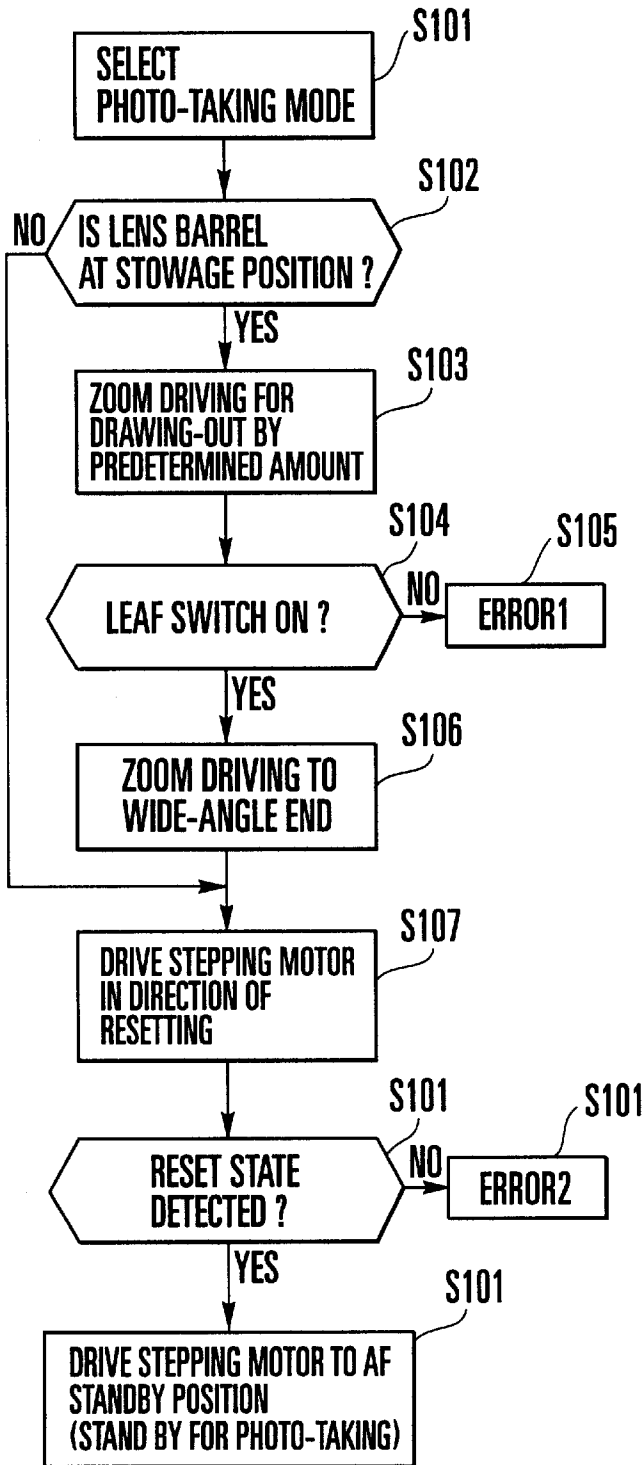 S101
SELECT
PHOTO-TAKING MODE
S102
NO
IS LENS BARREL
AT STOWAGE POSITION ?
YES
S103
ZOOM DRIVING FOR
DRAWING-OUT BY
PREDETERMINED AMOUNT
S104
LEAF SWITCH ON ?
NO
S105
ERROR1
YES
S106
ZOOM DRIVING TO
WIDE-ANGLE END
S107
DRIVE STEPPING MOTOR
IN DIRECTION OF
RESETTING
S101
RESET STATE
DETECTED ?
NO
S101
ERROR2
YES
S101
DRIVE STEPPING MOTOR TO AF
STANDBY POSITION
(STAND BY FOR PHOTO-TAKING)